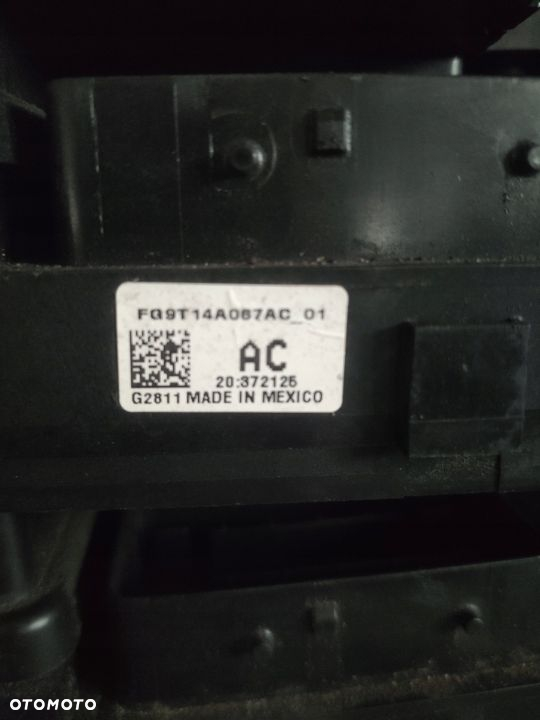 FG9T14A067AC_01
AC
20:372125
G2811 MADE IN MEXICO
OTOMOTO